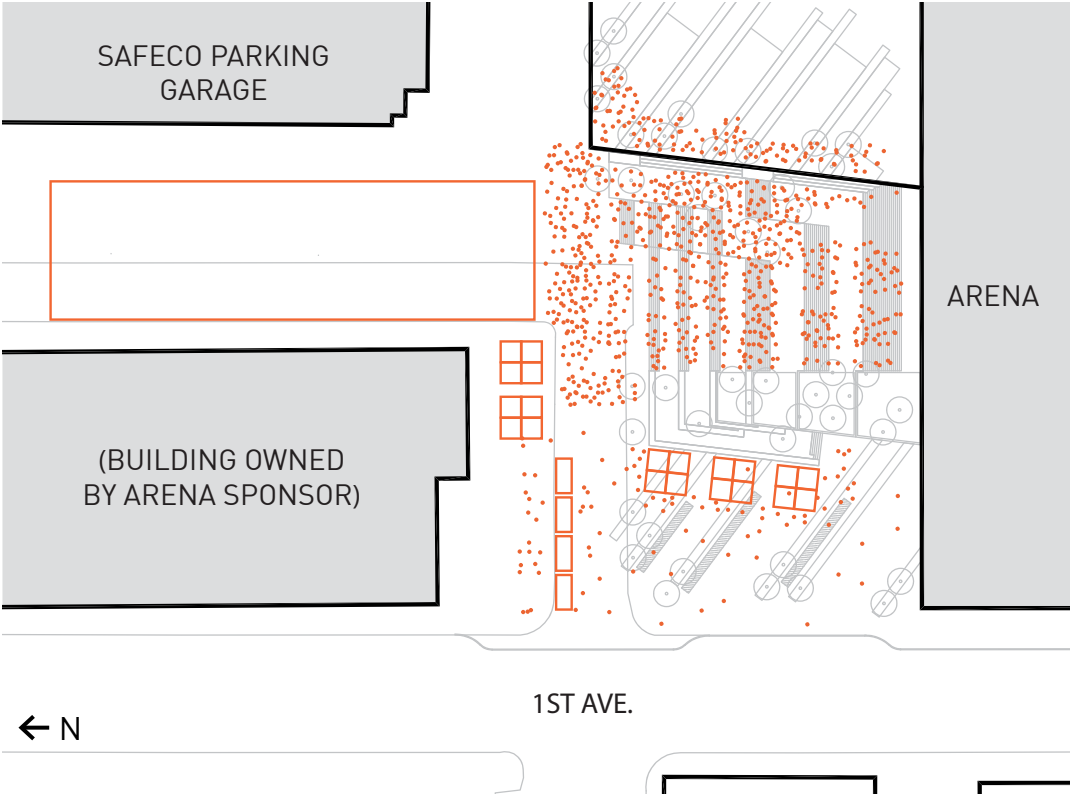 SAFECO PARKING
GARAGE
ARENA
(BUILDING OWNED
BY ARENA SPONSOR)
1ST AVE.
← N